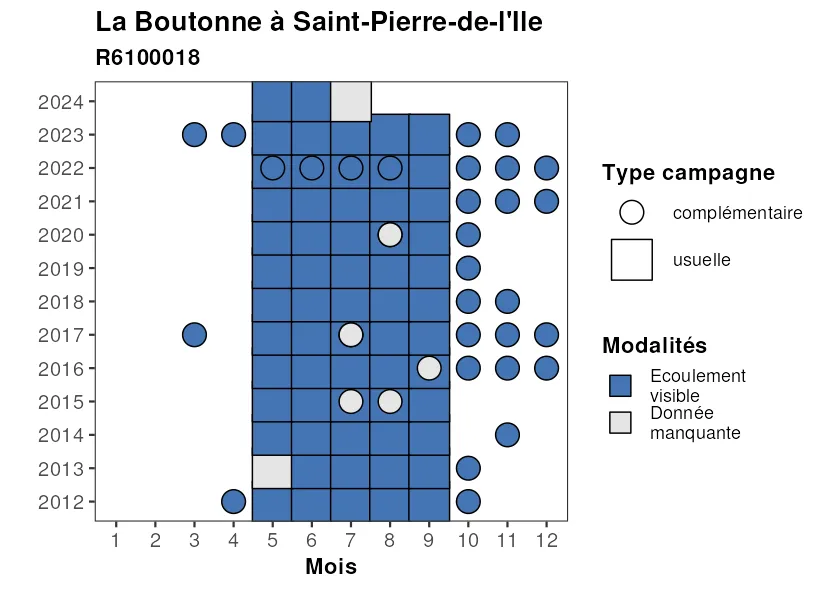 La Boutonne à Saint-Pierre-de-l'Ile
R6100018
2024
2023
2022
2021
2020
2019
2018
2017
2016
2015
2014
2013
2012
1 2 3 4 5 6 7 8 9 10 11 12
Mois
Type campagne
complémentaire
usuelle
Modalités
Ecoulement
visible
Donnée
manquante